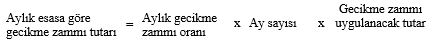 Aylık esasa göre gecikme zammı tutarı = Aylık gecikme zammı oranı x Ay sayısı x Gecikme zammı uygulanacak tutar